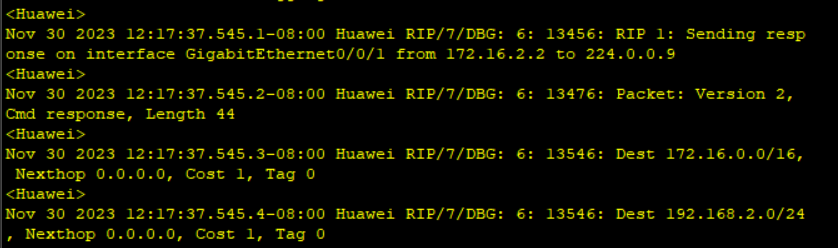 <Huawei>
Nov 30 2023 12:17:37.545.1-08:00 Huawei RIP/7/DBG: 6: 13456: RIP 1: Sending resp
onse on interface GigabitEthernet0/0/1 from 172.16.2.2 to 224.0.0.9
<Huawei>
Nov 30 2023 12:17:37.545.2-08:00 Huawei RIP/7/DBG: 6: 13476: Packet: Version 2,
Cmd response, Length 44
<Huawei>
Nov 30 2023 12:17:37.545.3-08:00 Huawei RIP/7/DBG: 6: 13546: Dest 172.16.0.0/16,
 Nexthop 0.0.0.0, Cost 1, Tag 0
<Huawei>
Nov 30 2023 12:17:37.545.4-08:00 Huawei RIP/7/DBG: 6: 13546: Dest 192.168.2.0/24
, Nexthop 0.0.0.0, Cost 1, Tag 0